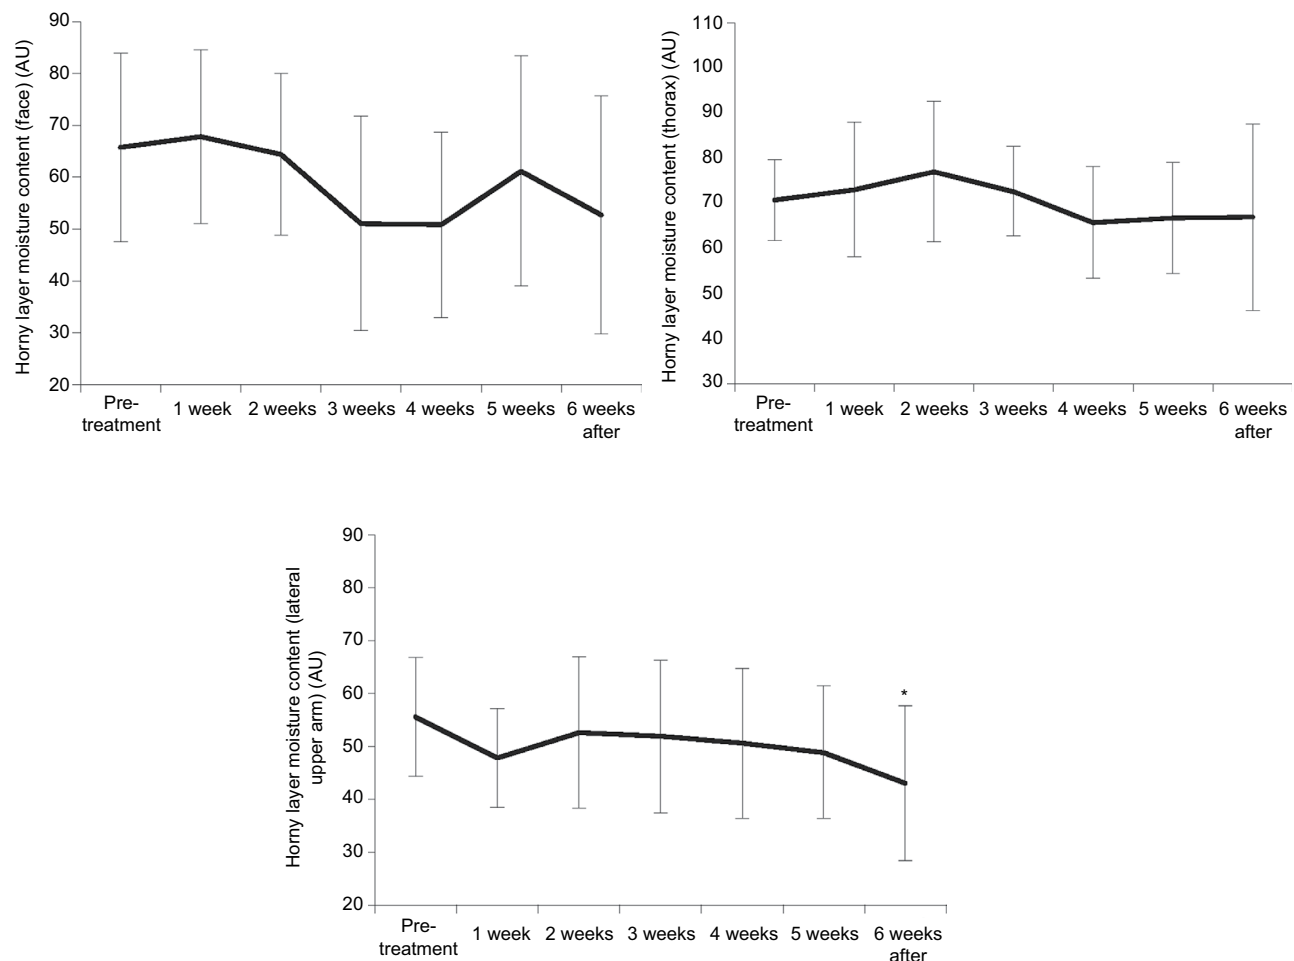 Horny layer moisture content (face) (AU)
90
80
70
60
50
40
30
20
Pre-
treatment
1 week
2 weeks
3 weeks
4 weeks
5 weeks
6 weeks
after
Horny layer moisture content (thorax) (AU)
110
100
90
80
70
60
50
40
30
Pre-
treatment
1 week
2 weeks
3 weeks
4 weeks
5 weeks
6 weeks
after
Horny layer moisture content (lateral
upper arm) (AU)
90
80
70
60
50
40
30
20
*
Pre-
treatment
1 week
2 weeks
3 weeks
4 weeks
5 weeks
6 weeks
after